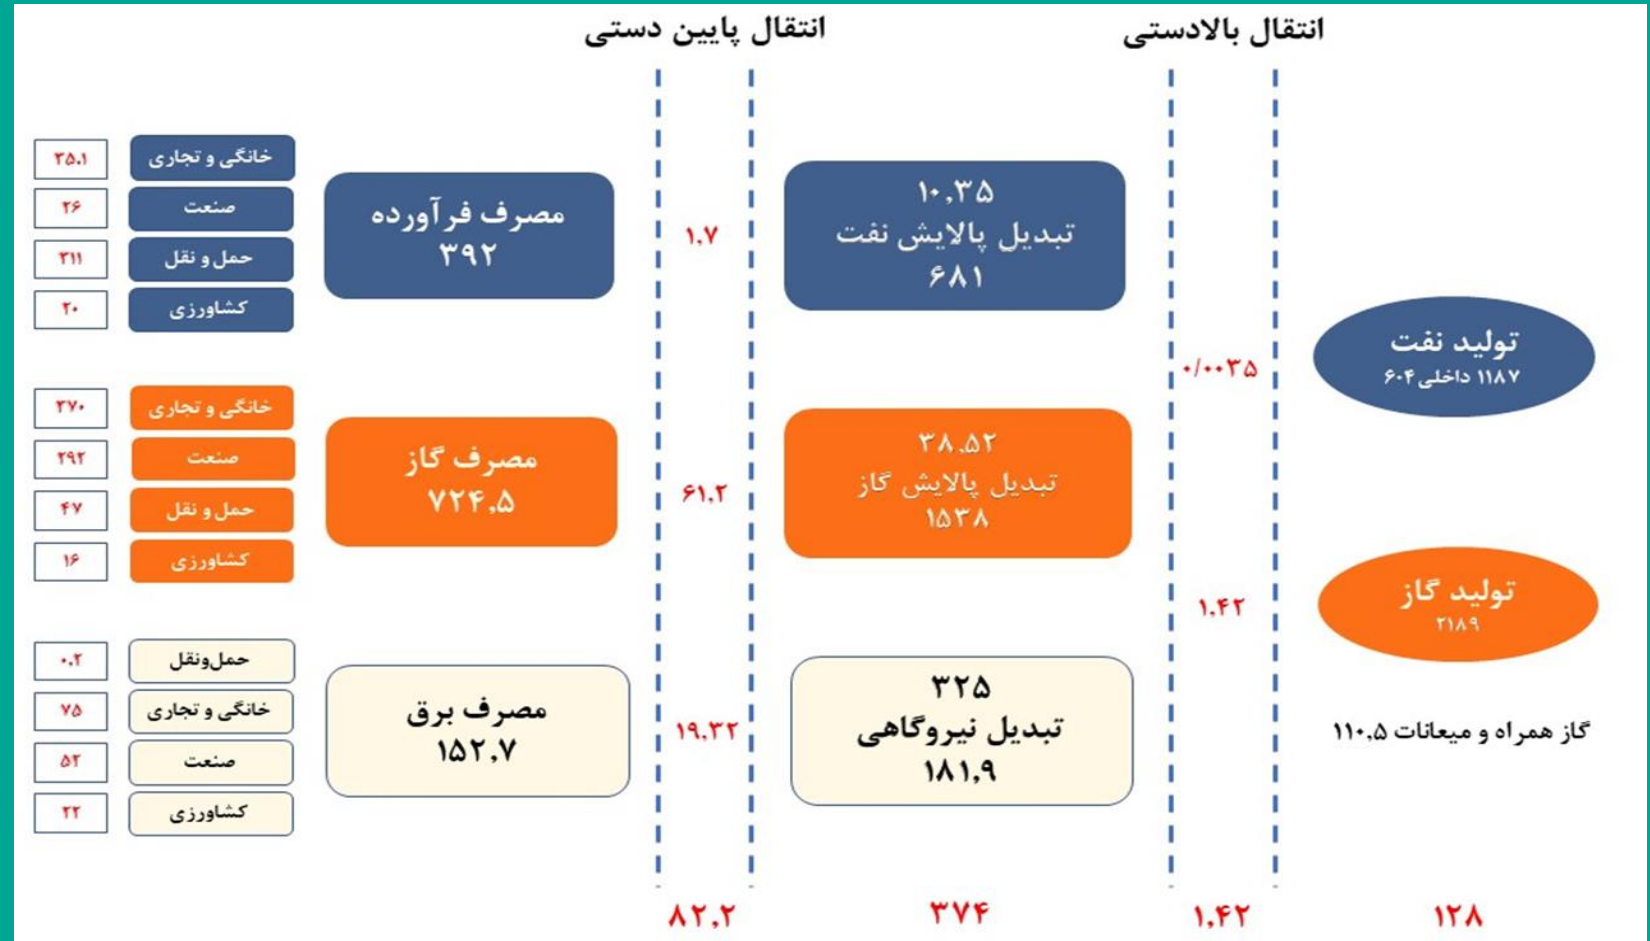 انتقال بالادستی
انتقال پایین دستی
تولید نفت
۱۱۸۷ داخلی ۶۰۴
تولید گاز
۲۱۸۹
گاز همراه و میعانات ۱۱۰,۵
۱۲۸
۰/۰۰۳۵
۱.۴۲
۱,۴۲
۱۰,۳۵
تبدیل پالایش نفت
۶۸۱
۳۸.۵۲
تبدیل پالایش گاز
۱۵۳۸
۳۲۵
تبدیل نیروگاهی
۱۸۱,۹
۳۷۴
۱,۷
۶۱,۲
۱۹,۳۲
۸۲,۲
مصرف فرآورده
۳۹۲
خانگی و تجاری
۳۵.۱
صنعت
۲۶
حمل و نقل
۳۱۱
کشاورزی
۲۰
مصرف گاز
۷۲۴,۵
خانگی و تجاری
۳۷۰
صنعت
۲۹۲
حمل و نقل
۴۷
کشاورزی
۱۶
مصرف برق
۱۵۲,۷
حمل‌ونقل
۰.۲
خانگی و تجاری
۷۵
صنعت
۵۲
کشاورزی
۲۲